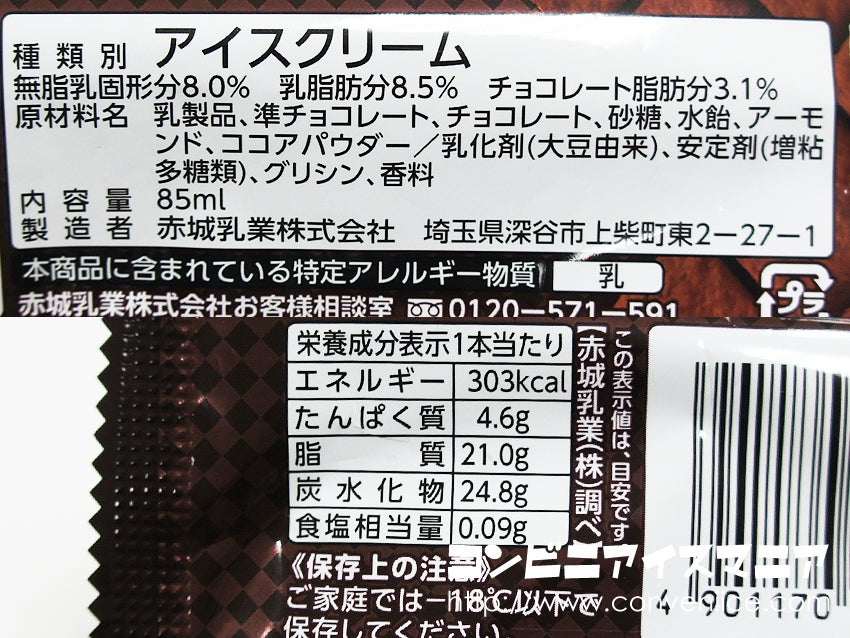 種類別 アイスクリーム
無脂乳固形分8.0% 乳脂肪分8.5% チョコレート脂肪分3.1%
原材料名 乳製品、準チョコレート、チョコレート、砂糖、水飴、アーモ
ンド、ココアパウダー／乳化剤(大豆由来)、安定剤(増粘
多糖類)、グリシン、香料
内容量 85ml
製造者 赤城乳業株式会社 埼玉県深谷市上柴町東2－27－1
本商品に含まれている特定アレルギー物質 乳
プラ
赤城乳業株式会社お客様相談室 0120－571－591
栄養成分表示1本当たり
エネルギー 303kcal
たんぱく質 4.6g
脂質 21.0g
炭水化物 24.8g
食塩相当量 0.09g
この表示値は、目安です
赤城乳業(株)調べ
《保存上の注意》
ご家庭では－18℃以下で
保存してください
コンビニアイスマニア
http://www.conveniice.com
4 901170